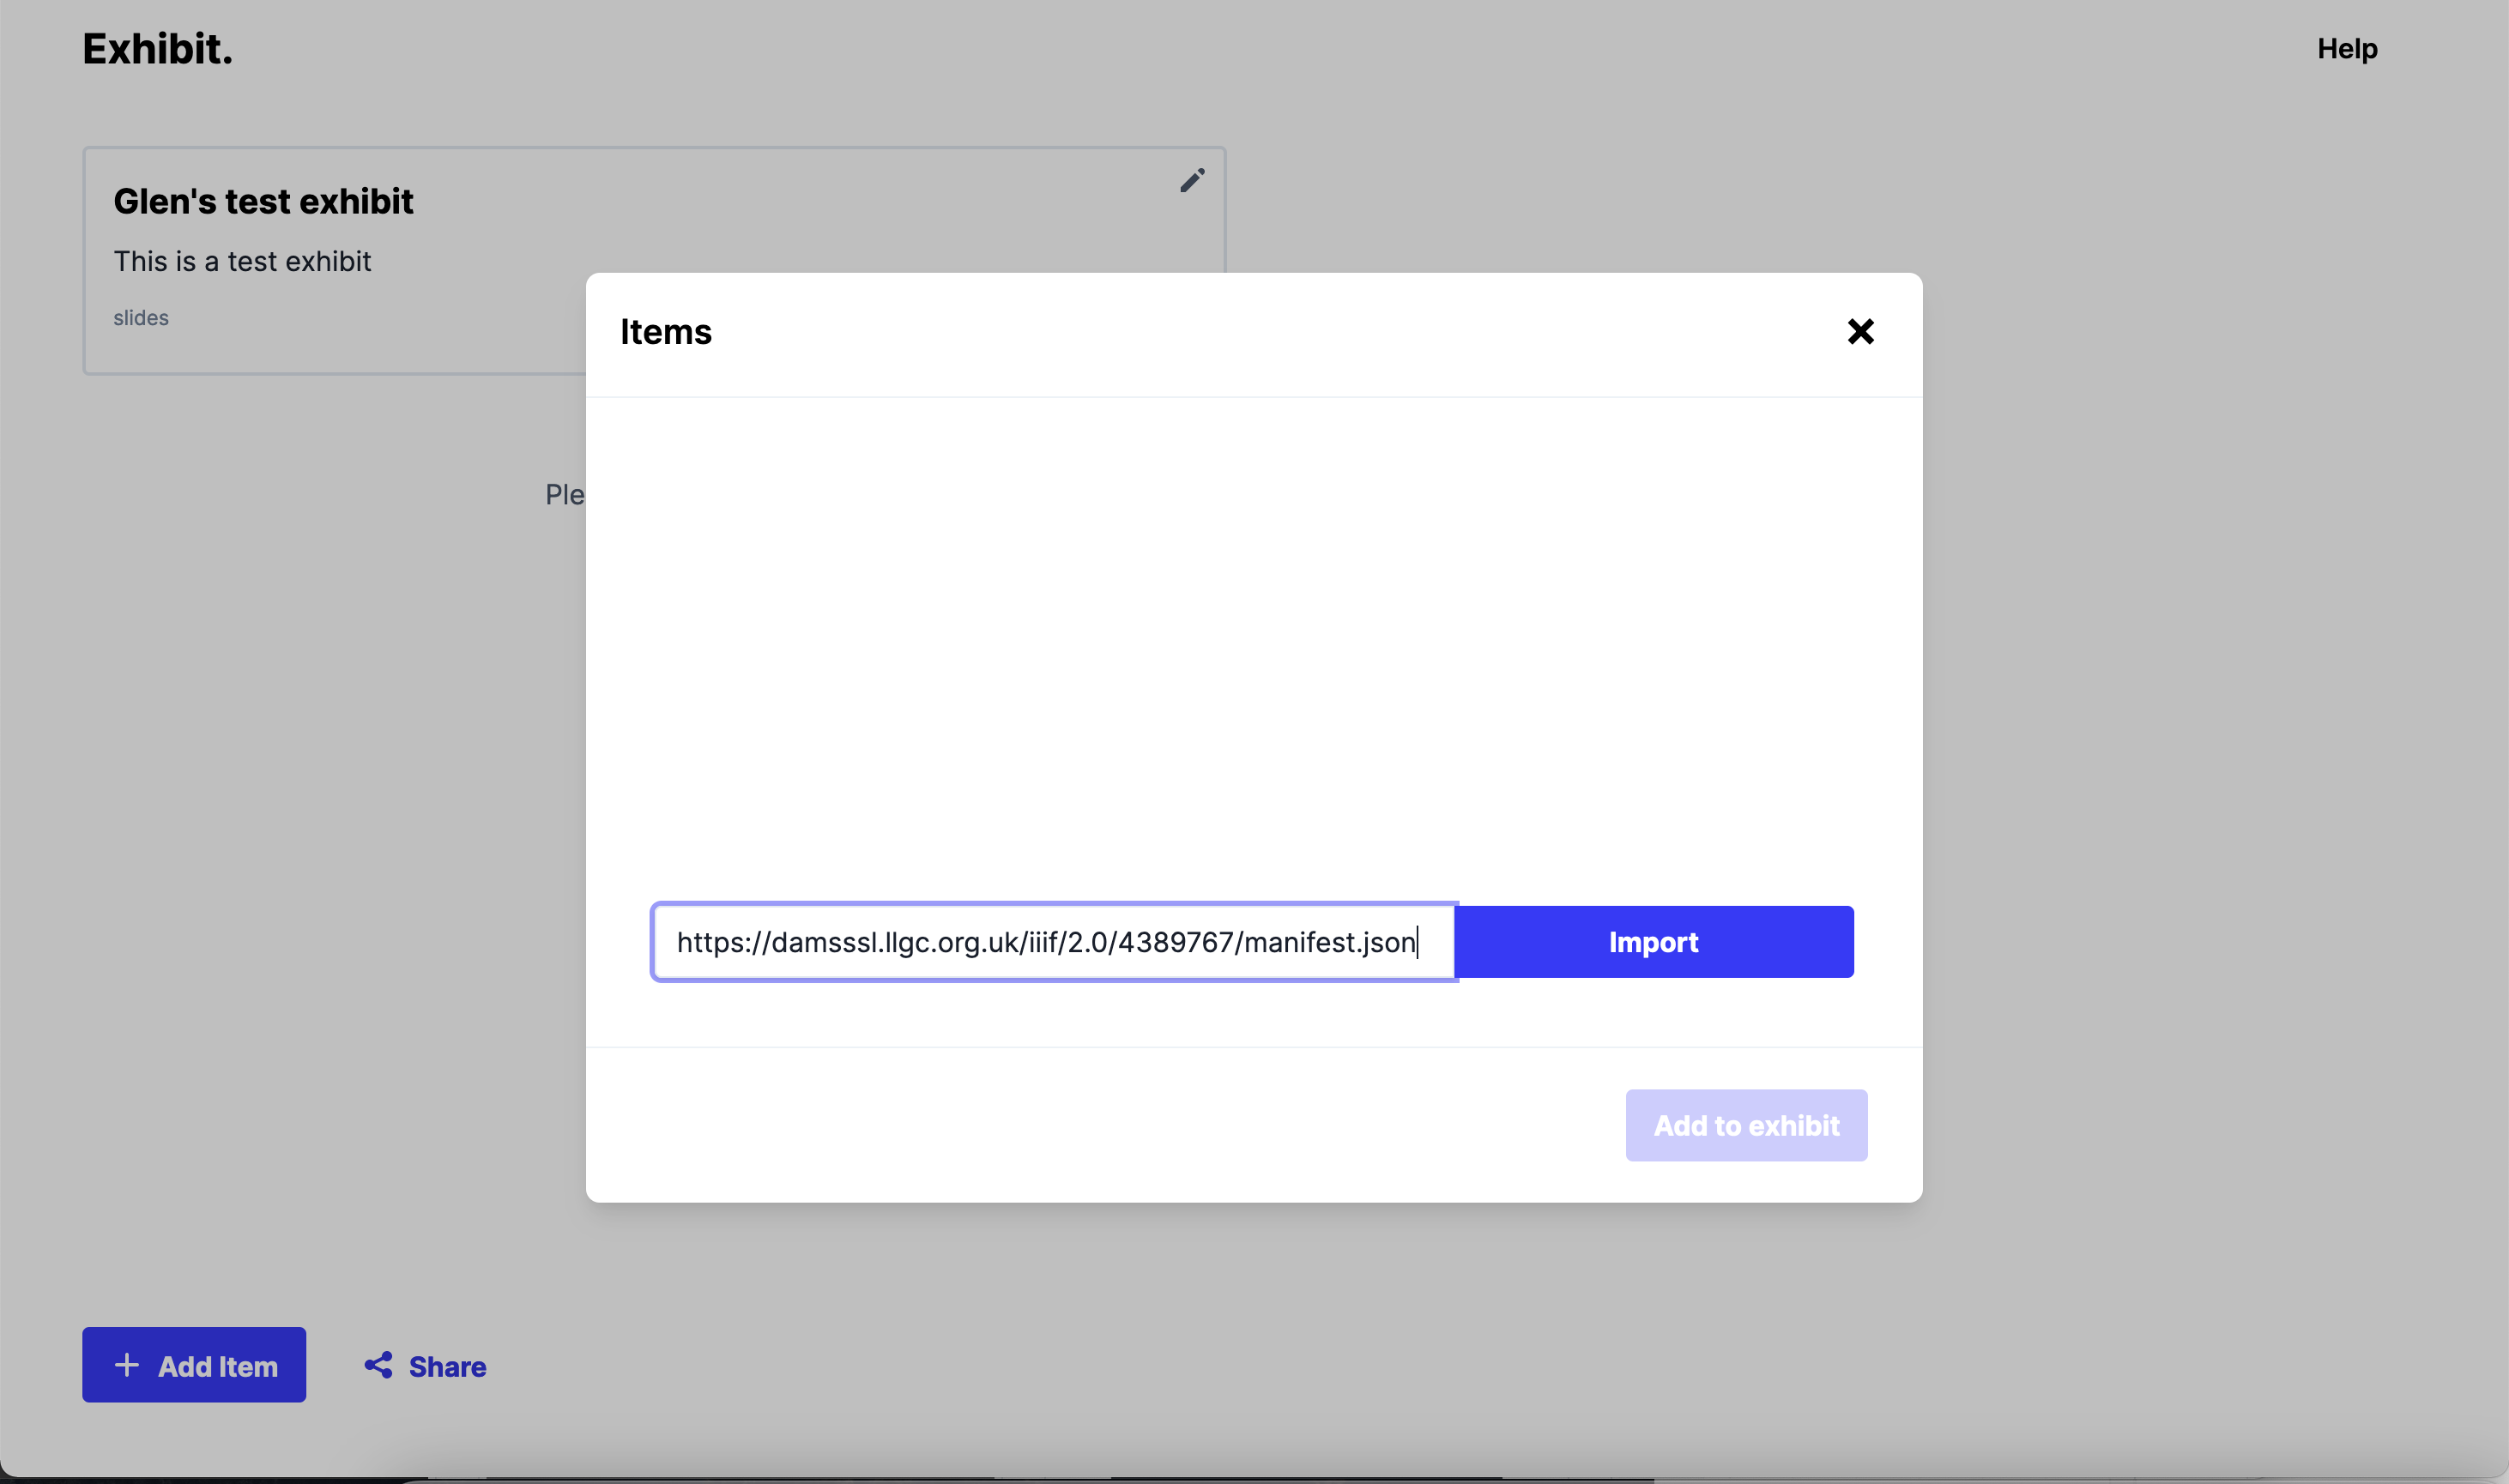 Exhibit.
Help
Glen's test exhibit
This is a test exhibit
slides
Ple
Items
https://damsssl.llgc.org.uk/iiif/2.0/4389767/manifest.json
Import
Add to exhibit
Add Item
Share